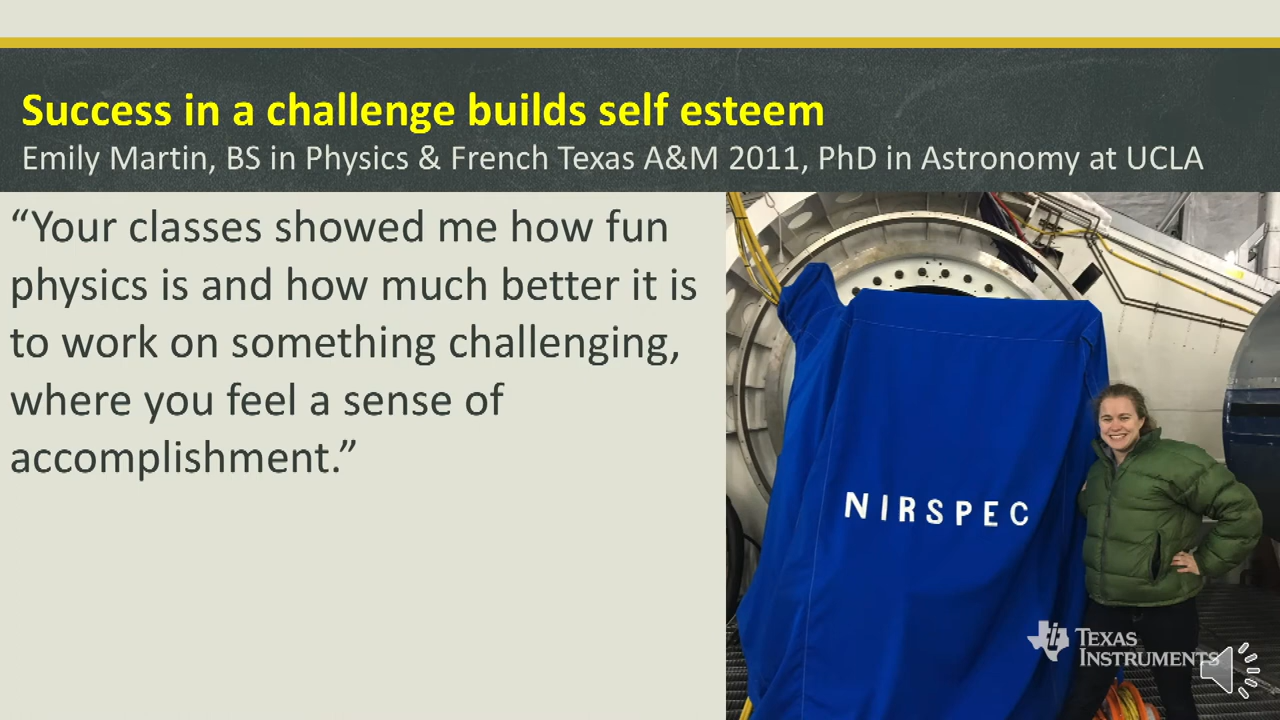 Success in a challenge builds self esteem
Emily Martin, BS in Physics & French Texas A&M 2011, PhD in Astronomy at UCLA
“Your classes showed me how fun
physics is and how much better it is
to work on something challenging,
where you feel a sense of
accomplishment.”
NIRSPEC
TEXAS
INSTRUMENTS